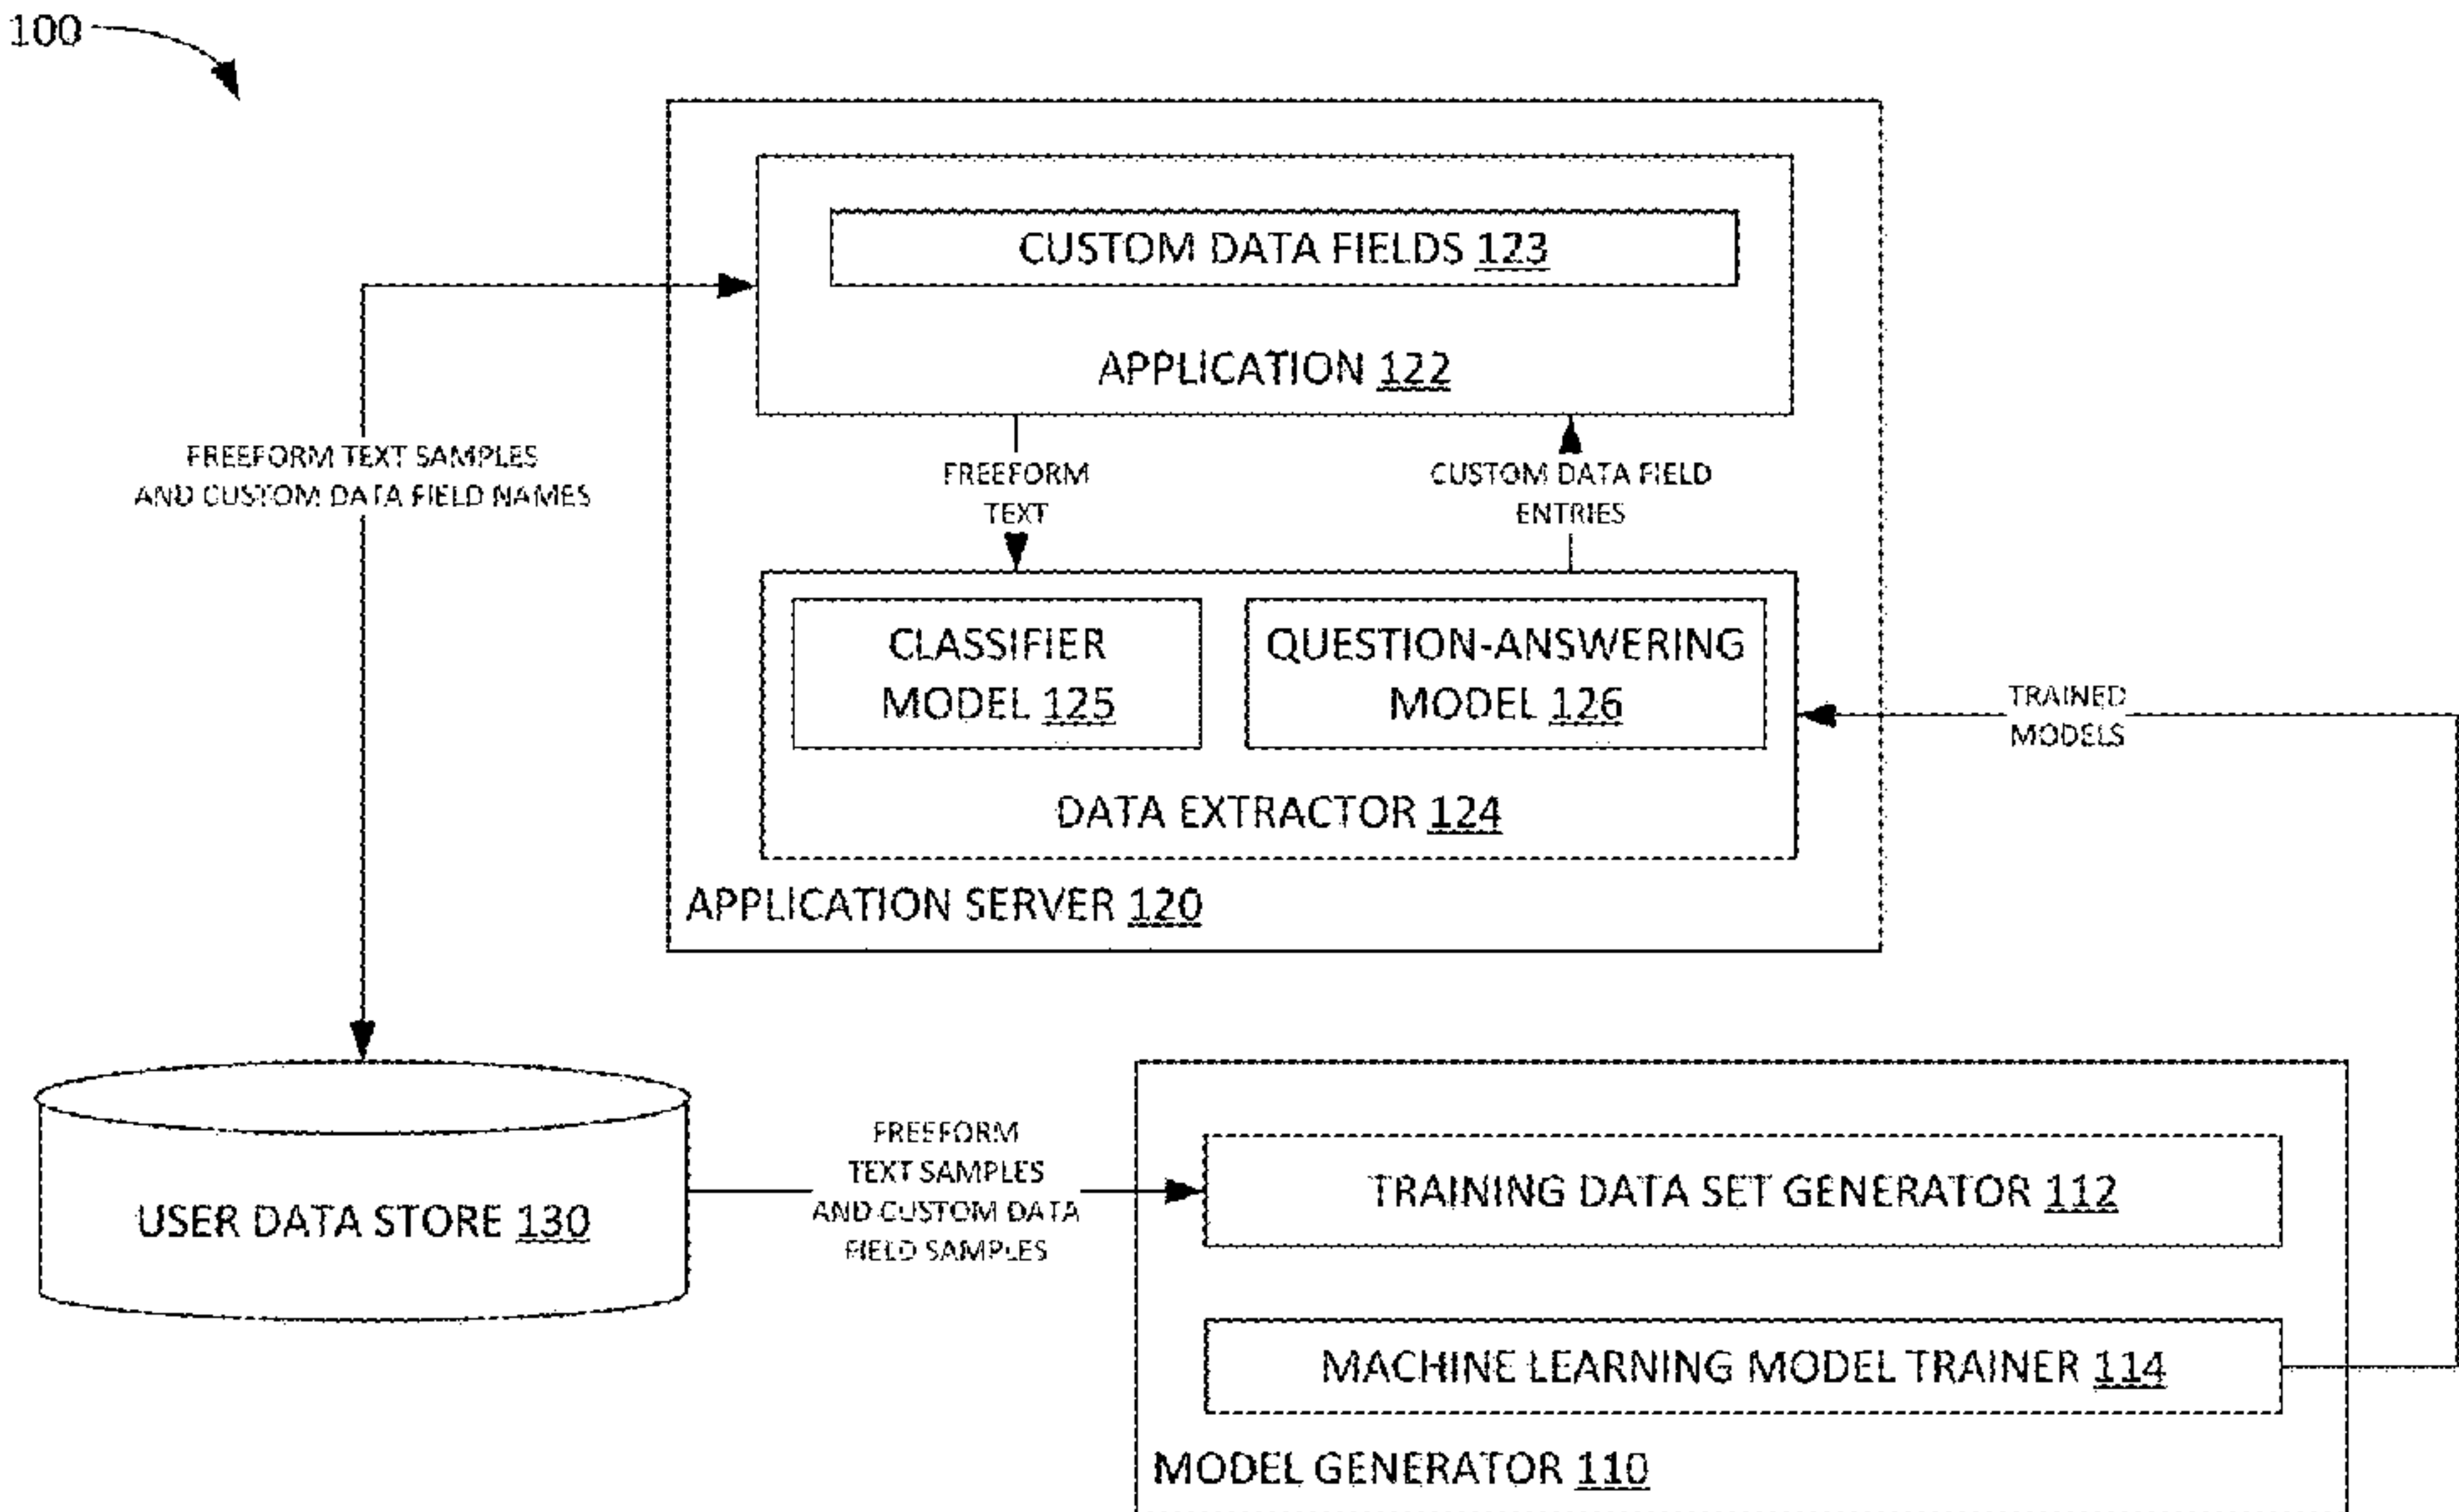 100
CUSTOM DATA FIELDS 123
APPLICATION 122
FREEFORM TEXT SAMPLES
AND CUSTOM DATA FIELD NAMES
FREEFORM
TEXT
CUSTOM DATA FIELD
ENTRIES
CLASSIFIER
MODEL 125
QUESTION-ANSWERING
MODEL 126
TRAINED
MODELS
DATA EXTRACTOR 124
APPLICATION SERVER 120
USER DATA STORE 130
FREEFORM
TEXT SAMPLES
AND CUSTOM DATA
FIELD SAMPLES
TRAINING DATA SET GENERATOR 112
MACHINE LEARNING MODEL TRAINER 114
MODEL GENERATOR 110